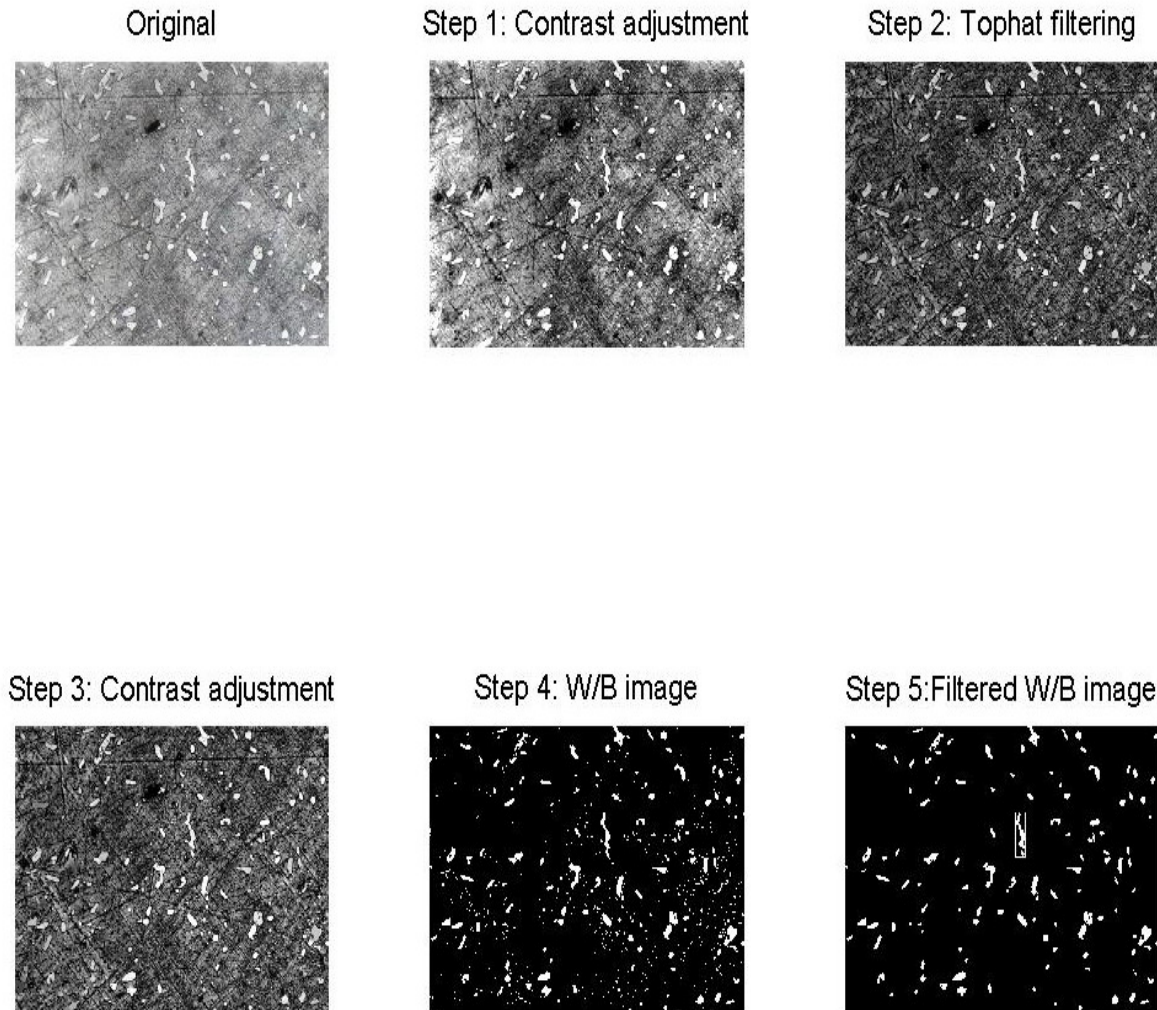 Original
Step 1: Contrast adjustment
Step 2: Tophat filtering
Step 3: Contrast adjustment
Step 4: W/B image
Step 5:Filtered W/B image